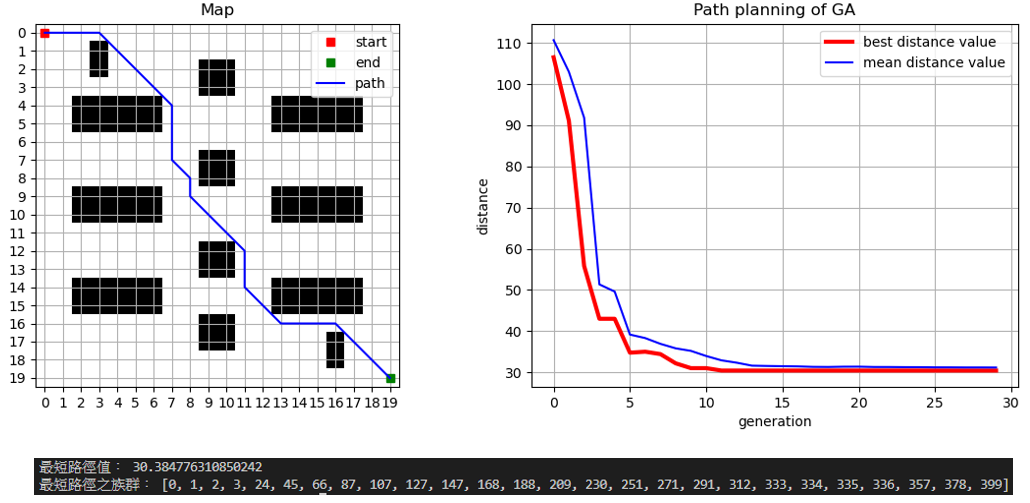 Map
Path planning of GA
start
end
path
best distance value
mean distance value
0
1
2
3
4
5
6
7
8
9
10
11
12
13
14
15
16
17
18
19
0 1 2 3 4 5 6 7 8 9 10 11 12 13 14 15 16 17 18 19
distance
110
100
90
80
70
60
50
40
30
0 5 10 15 20 25 30
generation
最短路徑值： 30.384776310850242
最短路徑之族群： [0, 1, 2, 3, 24, 45, 66, 87, 107, 127, 147, 168, 188, 209, 230, 251, 271, 291, 312, 333, 334, 335, 336, 357, 378, 399]